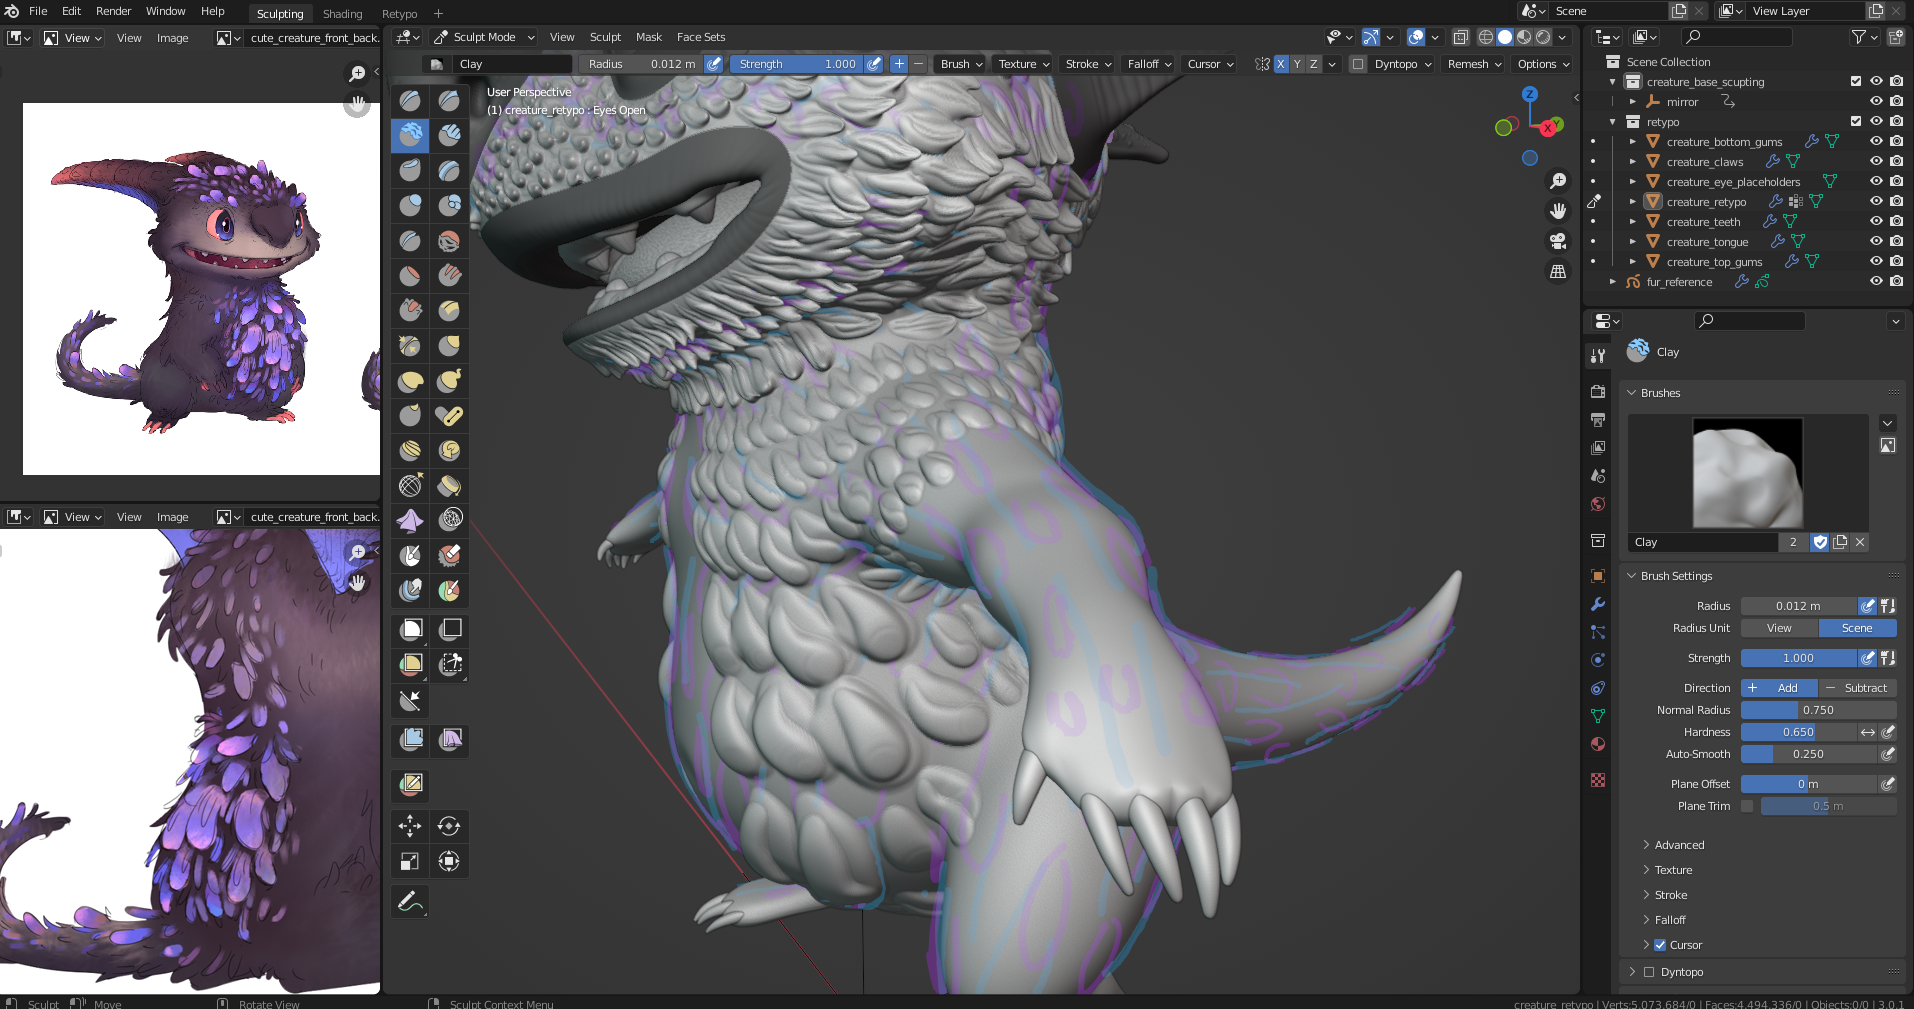 File Edit Render Window Help Sculpting Shading Retypo + Scene View Layer
View View Image cute_creature_front_back.
Sculpt Mode View Sculpt Mask Face Sets
Clay Radius 0.012 m Strength 1.000 Brush Texture Stroke Falloff Cursor X Y Z Dyntopo Remesh Options
User Perspective
(1) creature_retypo : Eyes Open
Z
Y
X
Scene Collection
creature_base_scupting
mirror
retypo
creature_bottom_gums
creature_claws
creature_eye_placeholders
creature_retypo
creature_teeth
creature_tongue
creature_top_gums
fur_reference
View View Image cute_creature_front_back.
Clay
Brushes
Clay 2
Brush Settings
Radius 0.012 m
Radius Unit View Scene
Strength 1.000
Direction + Add − Subtract
Normal Radius 0.750
Hardness 0.650
Auto-Smooth 0.250
Plane Offset 0 m
Plane Trim 0.5 m
Advanced
Texture
Stroke
Falloff
Cursor
Dyntopo
Sculpt Move Rotate View Sculpt Context Menu creature_retypo | Verts:5,073,684/0 | Faces:4,494,336/0 | Objects:0/0 | 3.0.1